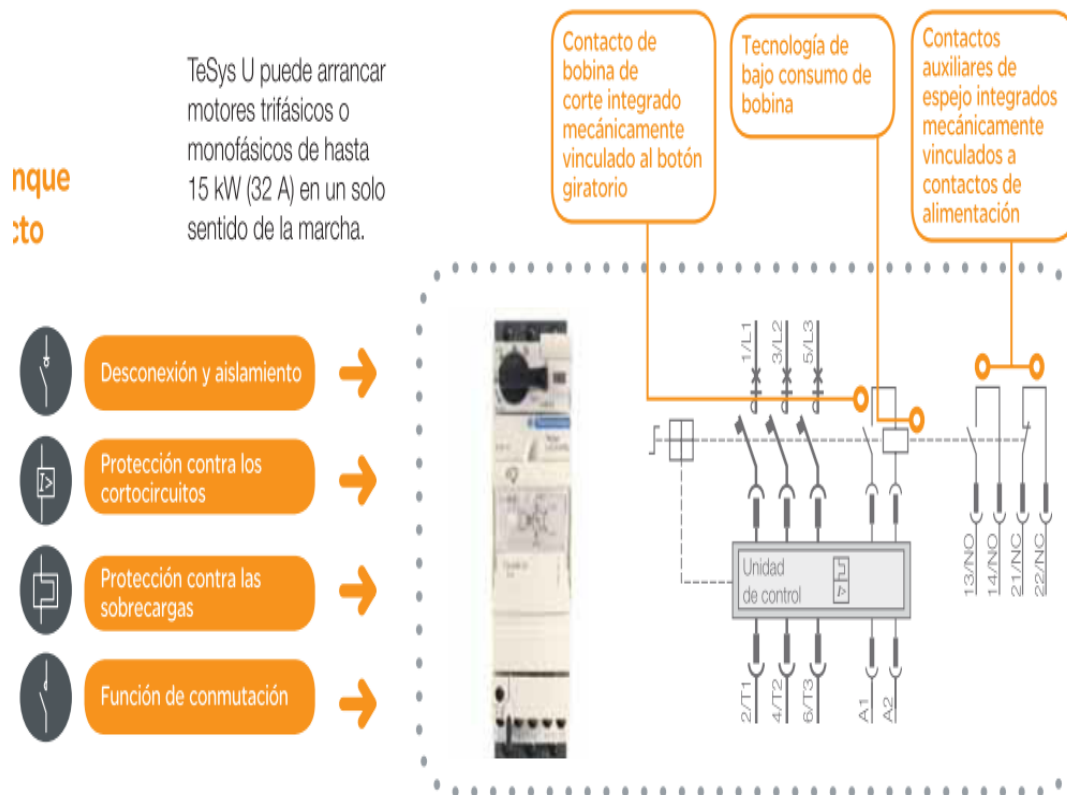 TeSys U puede arrancar
motores trifásicos o
monofásicos de hasta
15 kW (32 A) en un solo
sentido de la marcha.
nque
cto
Contacto de
bobina de
corte integrado
mecánicamente
vinculado al botón
giratorio
Tecnología de
bajo consumo de
bobina
Contactos
auxiliares de
espejo integrados
mecánicamente
vinculados a
contactos de
alimentación
Desconexión y aislamiento
Protección contra los
cortocircuitos
Protección contra las
sobrecargas
Función de conmutación
1/L1
3/L2
5/L3
Unidad
de control
13/NO
14/NO
21/NC
22/NC
2/T1
4/T2
6/T3
A1
A2